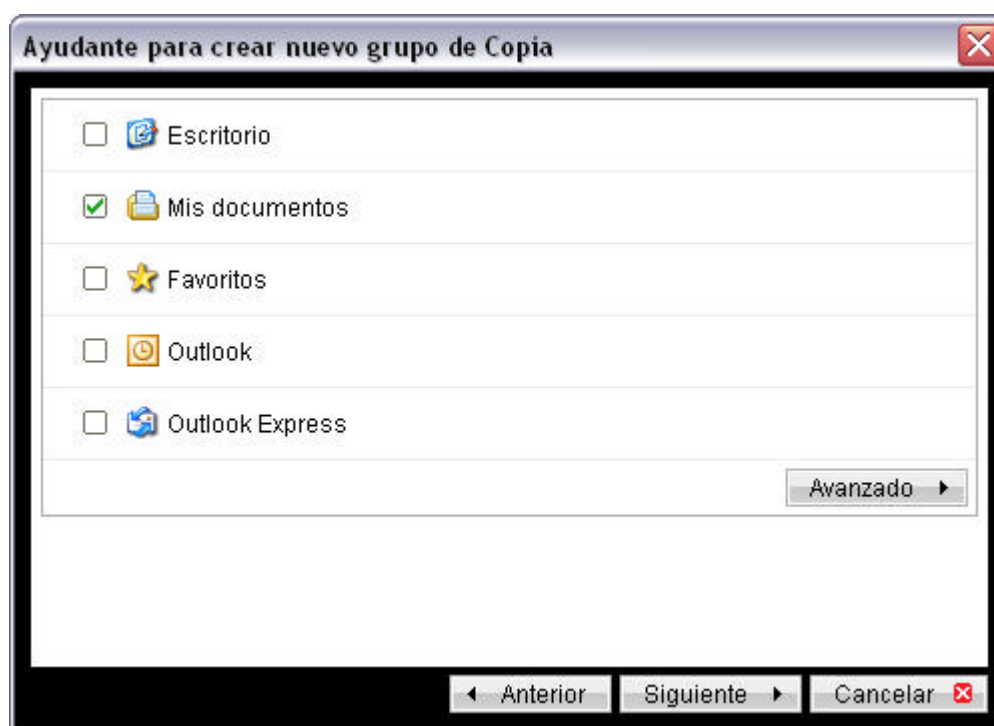 Ayudante para crear nuevo grupo de Copia
Escritorio
Mis documentos
Favoritos
Outlook
Outlook Express
Avanzado
Anterior
Siguiente
Cancelar